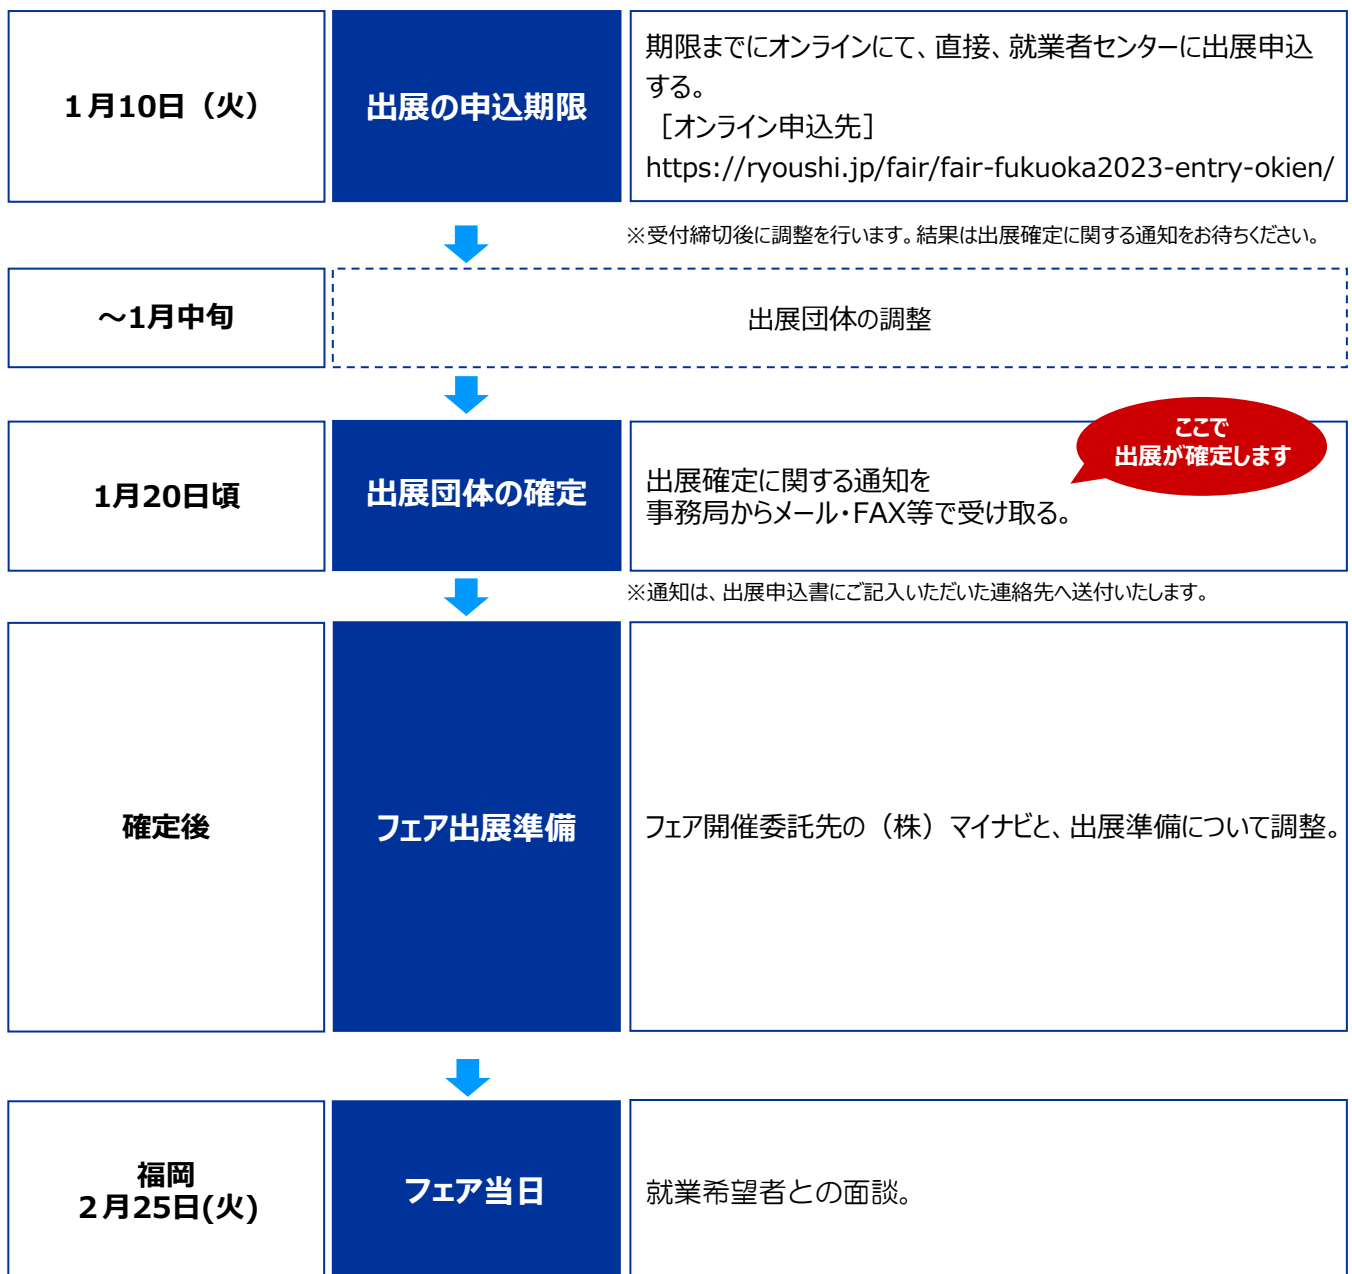 1月10日（火）
出展の申込期限
期限までにオンラインにて、直接、就業者センターに出展申込
する。
［オンライン申込先］
https://ryoushi.jp/fair/fair-fukuoka2023-entry-okien/
※受付締切後に調整を行います。結果は出展確定に関する通知をお待ちください。
～1月中旬
出展団体の調整
1月20日頃
出展団体の確定
ここで
出展が確定します
出展確定に関する通知を
事務局からメール・FAX等で受け取る。
※通知は、出展申込書にご記入いただいた連絡先へ送付いたします。
確定後
フェア出展準備
フェア開催委託先の（株）マイナビと、出展準備について調整。
福岡
２月25日(火)
フェア当日
就業希望者との面談。